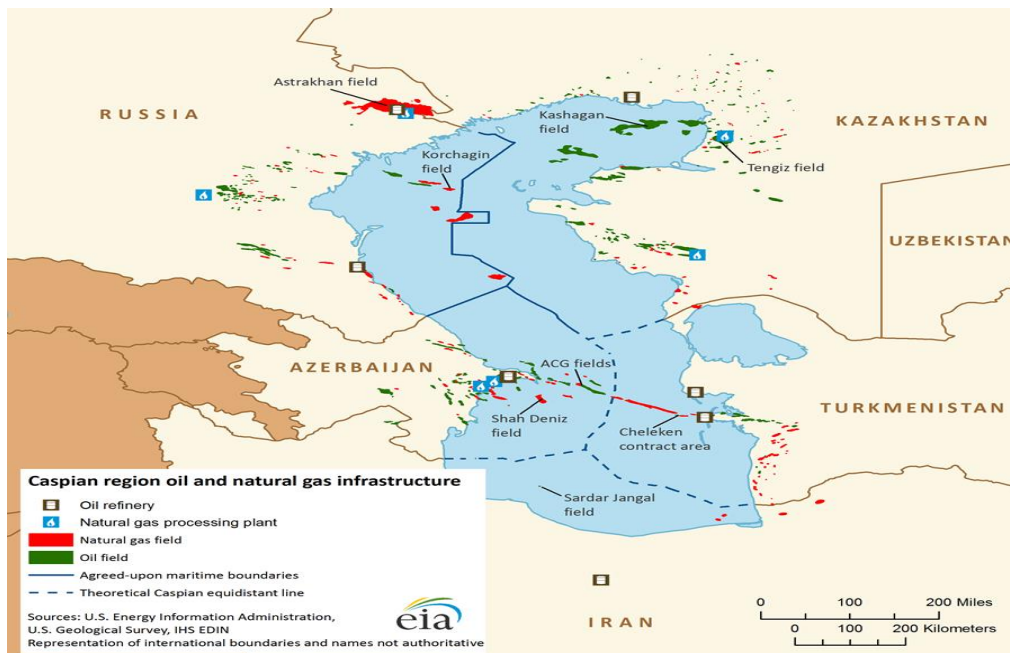 Astrakhan field
RUSSIA
Kashagan
field
KAZAKHSTAN
Korchagin
field
Tengiz field
UZBEKISTAN
AZERBAIJAN
ACG fields
Shah Deniz
field
Cheleken
contract area
TURKMENISTAN
Sardar Jangal
field
IRAN
Caspian region oil and natural gas infrastructure
Oil refinery
Natural gas processing plant
Natural gas field
Oil field
Agreed-upon maritime boundaries
Theoretical Caspian equidistant line
Sources: U.S. Energy Information Administration,
U.S. Geological Survey, IHS EDIN
Representation of international boundaries and names not authoritative
eia
0 100 200 Miles
0 100 200 Kilometers